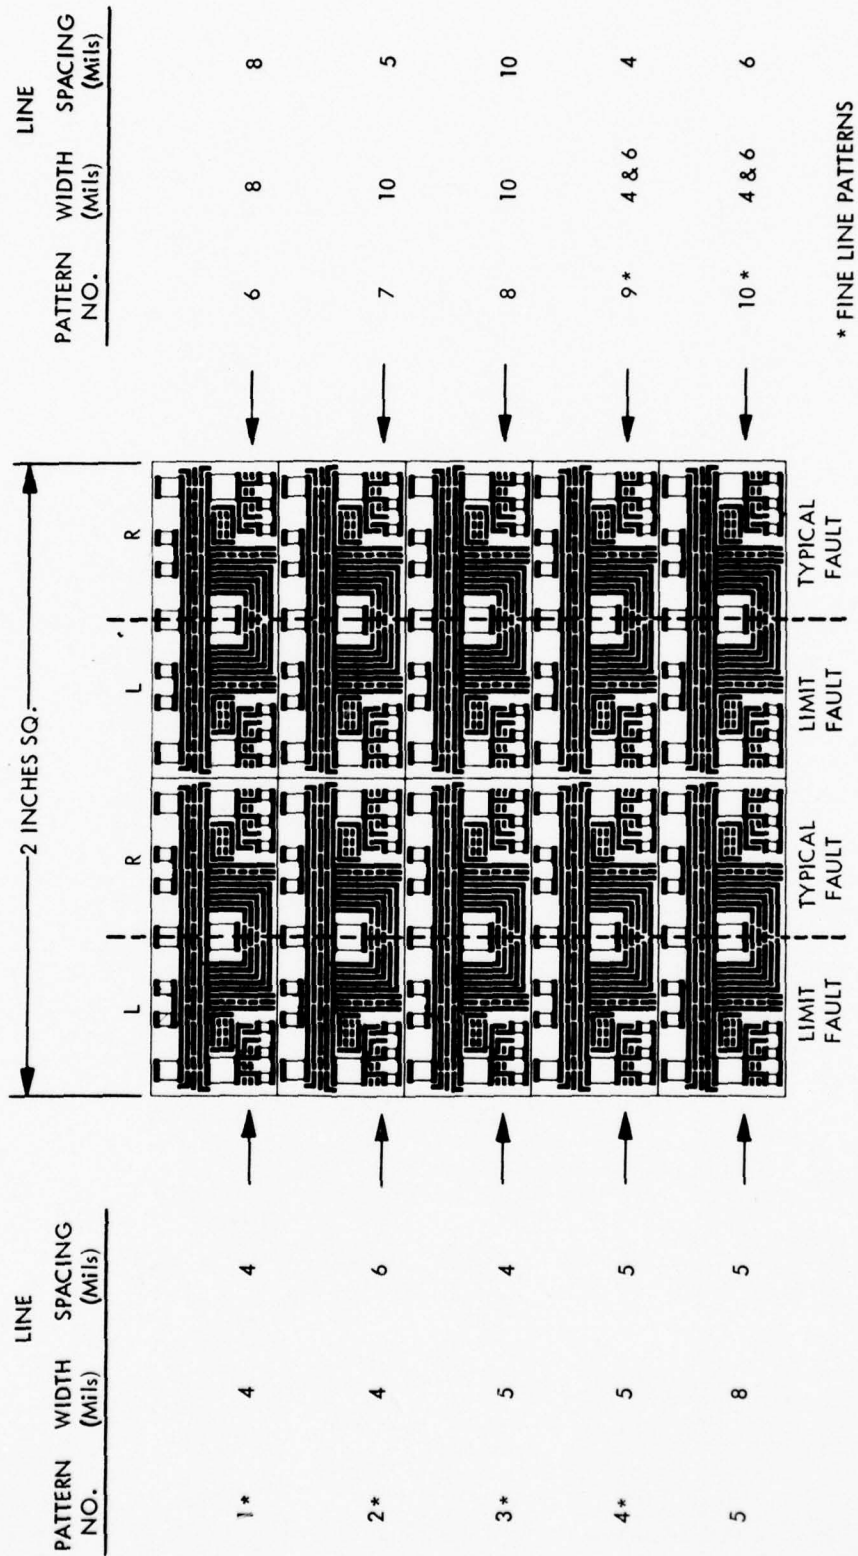 LINE
PATTERN WIDTH SPACING
NO. (Mils) (Mils)
1* 4 4
2* 4 6
3* 5 4
4* 5 5
5 8 5
2 INCHES SQ.
L R L R
LIMIT FAULT
TYPICAL FAULT
LIMIT FAULT
TYPICAL FAULT
LINE
PATTERN WIDTH SPACING
NO. (Mils) (Mils)
6 8 8
7 10 5
8 10 10
9* 4 & 6 4
10* 4 & 6 6
* FINE LINE PATTERNS